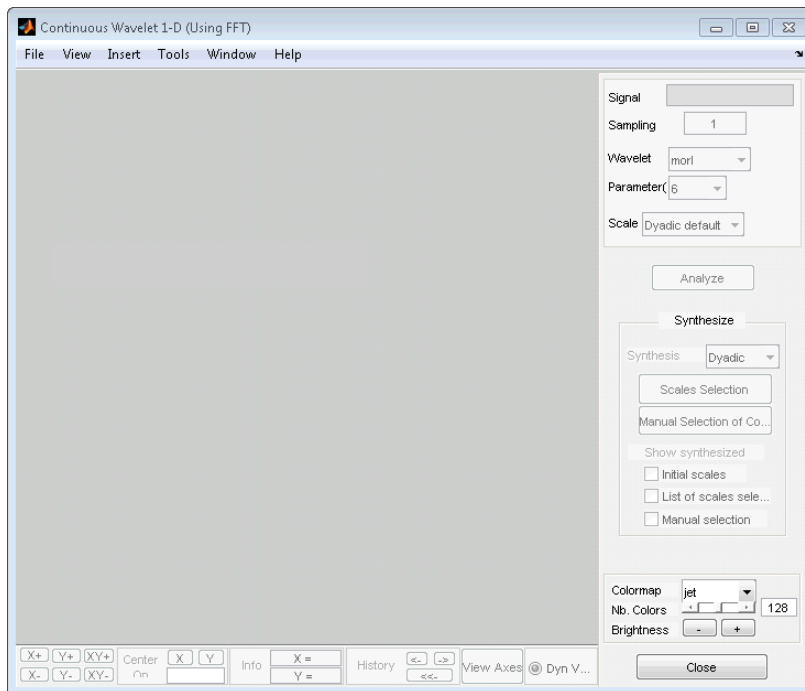 Continuous Wavelet 1-D (Using FFT)
File View Insert Tools Window Help
Signal
Sampling 1
Wavelet morl
Parameter( 6
Scale Dyadic default
Analyze
Synthesize
Synthesis Dyadic
Scales Selection
Manual Selection of Co...
Show synthesized
Initial scales
List of scales sele...
Manual selection
Colormap jet
Nb. Colors 128
Brightness - +
X+ Y+ XY+ Center X Y Info X = History <- -> View Axes Dyn V...
X- Y- XY- On Y = <<-
Close